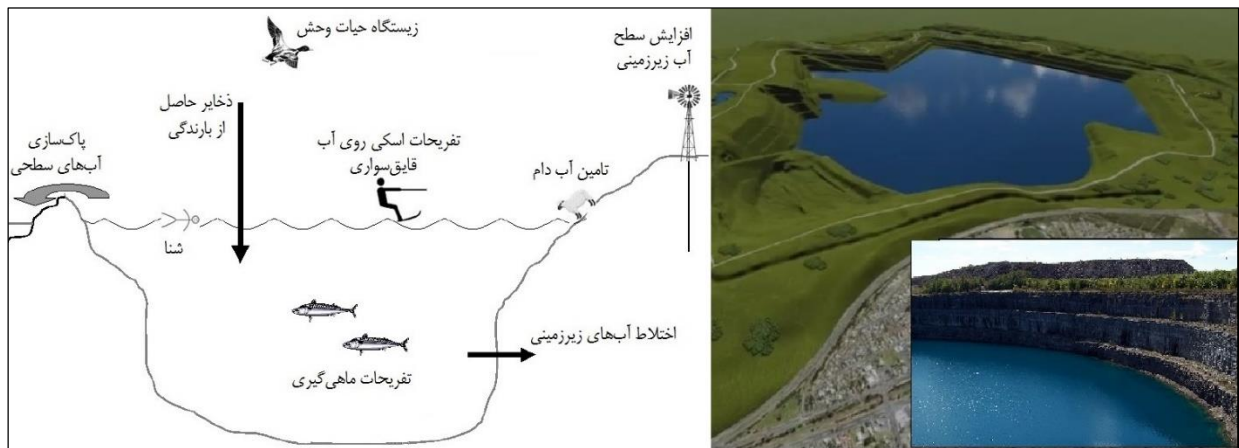 زیستگاه حیات وحش
افزایش سطح
آب زیرزمینی
ذخایر حاصل
از بارندگی
تفریحات اسکی روی آب
قایق‌سواری
پاک‌سازی
آب‌های سطحی
تامین آب دام
شنا
اختلاط آب‌های زیرزمینی
تفریحات ماهی‌گیری